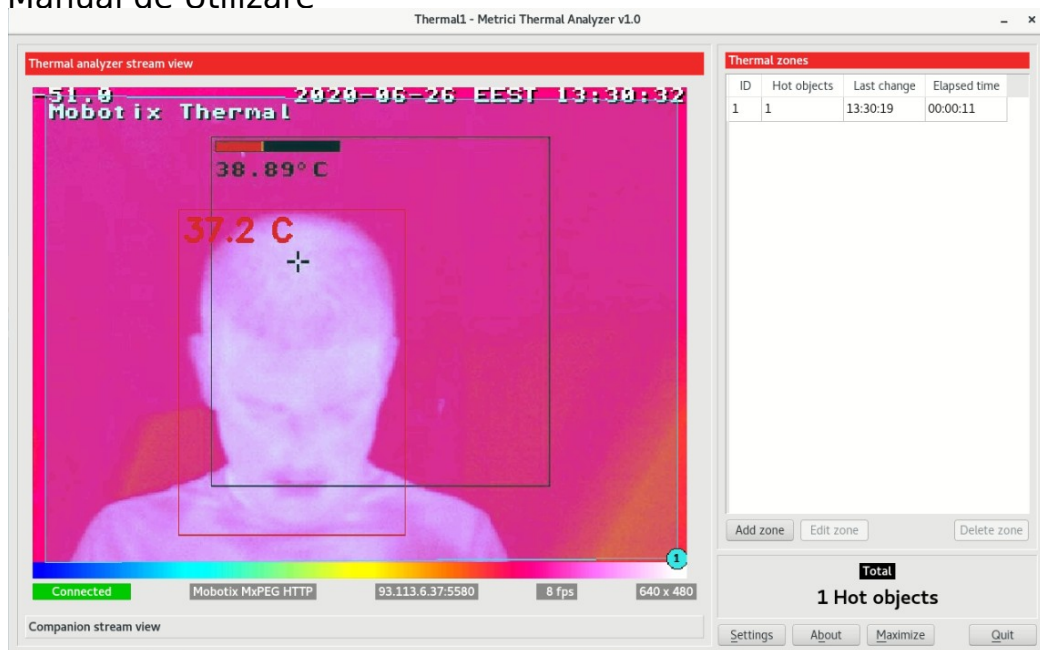 Manual de Utilizare
Thermal1 - Metrici Thermal Analyzer v1.0
Thermal analyzer stream view
-51.0 2020-06-26 EEST 13:30:32
Mobotix Thermal
38.89°C
37.2 C
1
Connected
Mobotix MxPEG HTTP
93.113.6.37:5580
8 fps
640 x 480
Companion stream view
Thermal zones
ID Hot objects Last change Elapsed time
1 1 13:30:19 00:00:11
Add zone Edit zone Delete zone
Total
1 Hot objects
Settings About Maximize Quit